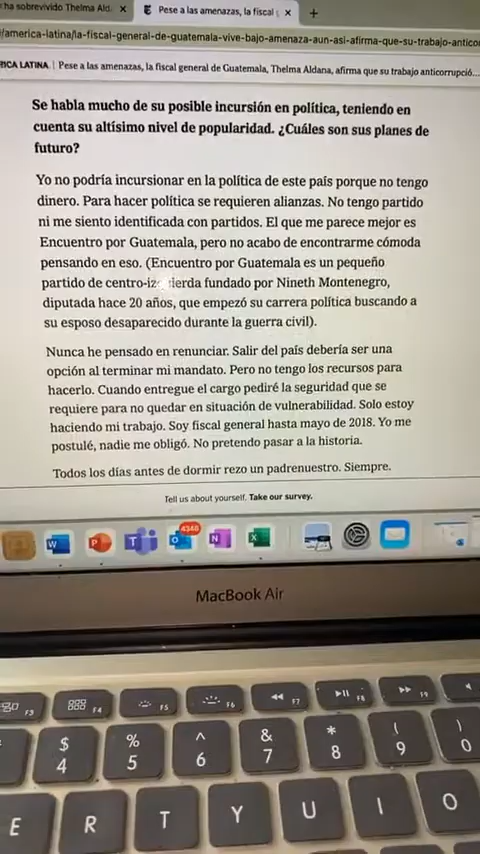 ha sobrevivido Thelma Ald
Pese a las amenazas, la fiscal
/america-latina/la-fiscal-general-de-guatemala-vive-bajo-amenaza-aun-asi-afirma-que-su-trabajo-antico
RICA LATINA | Pese a las amenazas, la fiscal general de Guatemala, Thelma Aldana, afirma que su trabajo anticorrupció...
Se habla mucho de su posible incursión en política, teniendo en
cuenta su altísimo nivel de popularidad. ¿Cuáles son sus planes de
futuro?
Yo no podría incursionar en la política de este país porque no tengo
dinero. Para hacer política se requieren alianzas. No tengo partido
ni me siento identificada con partidos. El que me parece mejor es
Encuentro por Guatemala, pero no acabo de encontrarme cómoda
pensando en eso. (Encuentro por Guatemala es un pequeño
partido de centro-izquierda fundado por Nineth Montenegro,
diputada hace 20 años, que empezó su carrera política buscando a
su esposo desaparecido durante la guerra civil).
Nunca he pensado en renunciar. Salir del país debería ser una
opción al terminar mi mandato. Pero no tengo los recursos para
hacerlo. Cuando entregue el cargo pediré la seguridad que se
requiere para no quedar en situación de vulnerabilidad. Solo estoy
haciendo mi trabajo. Soy fiscal general hasta mayo de 2018. Yo me
postulé, nadie me obligó. No pretendo pasar a la historia.
Todos los días antes de dormir rezo un padrenuestro. Siempre.
Tell us about yourself. Take our survey.
W P T O N X
MacBook Air
F3 F4 F5 F6 F7 F8 F9
$ % ^ & * ( )
4 5 6 7 8 9 0
E R T Y U I O